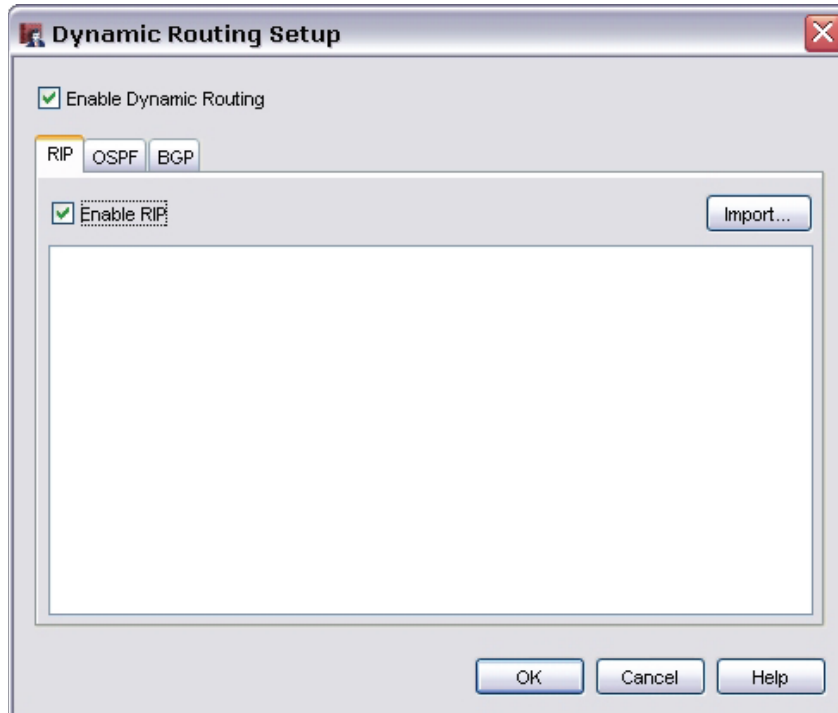 Dynamic Routing Setup
Enable Dynamic Routing
RIP OSPF BGP
Enable RIP Import...
OK Cancel Help